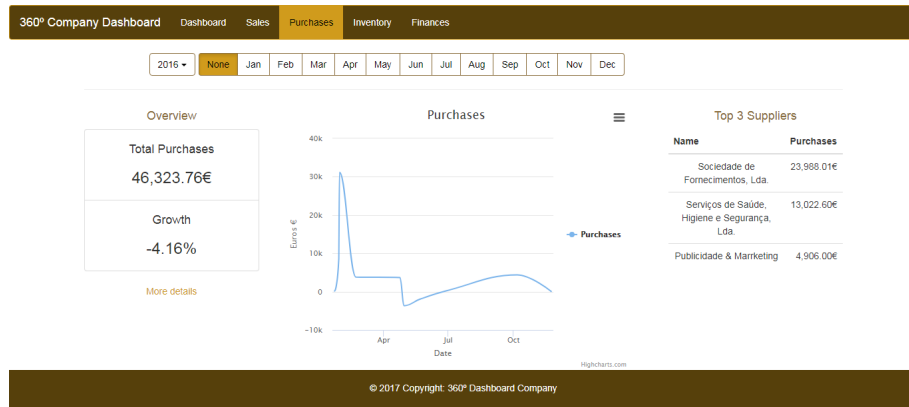 360º Company Dashboard Dashboard Sales Purchases Inventory Finances
2016 None Jan Feb Mar Apr May Jun Jul Aug Sep Oct Nov Dec
Overview
Total Purchases
46,323.76€
Growth
-4.16%
More details
Purchases
40k
30k
20k
10k
0
-10k
Euros €
Apr Jul Oct
Date
Purchases
Highcharts.com
Top 3 Suppliers
Name Purchases
Sociedade de 23,988.01€
Fornecimentos, Lda.
Serviços de Saúde, 13,022.60€
Higiene e Segurança,
Lda.
Publicidade & Marrketing 4,906.00€
© 2017 Copyright: 360º Dashboard Company